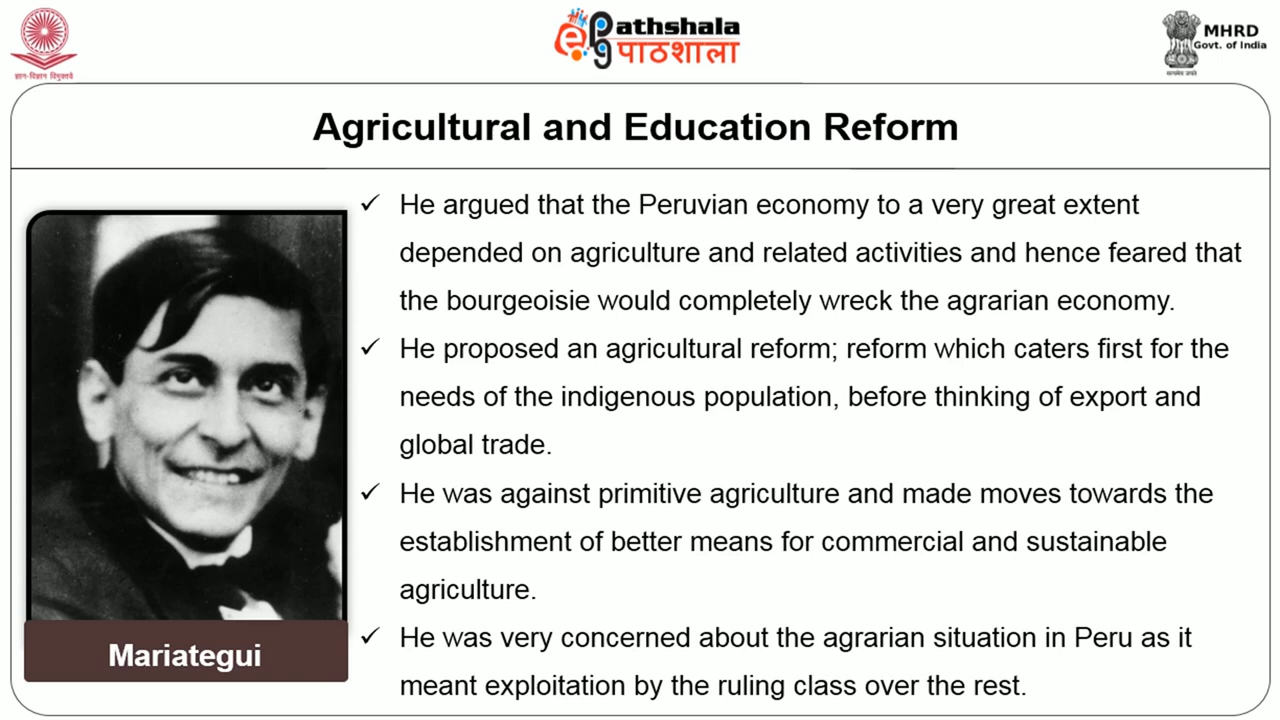 ज्ञान-विज्ञान विमुक्तये
ePathshala
पाठशाला
सत्यमेव जयते
MHRD
Govt. of India
Agricultural and Education Reform
✓ He argued that the Peruvian economy to a very great extent
depended on agriculture and related activities and hence feared that
the bourgeoisie would completely wreck the agrarian economy.
✓ He proposed an agricultural reform; reform which caters first for the
needs of the indigenous population, before thinking of export and
global trade.
✓ He was against primitive agriculture and made moves towards the
establishment of better means for commercial and sustainable
agriculture.
✓ He was very concerned about the agrarian situation in Peru as it
meant exploitation by the ruling class over the rest.
Mariategui